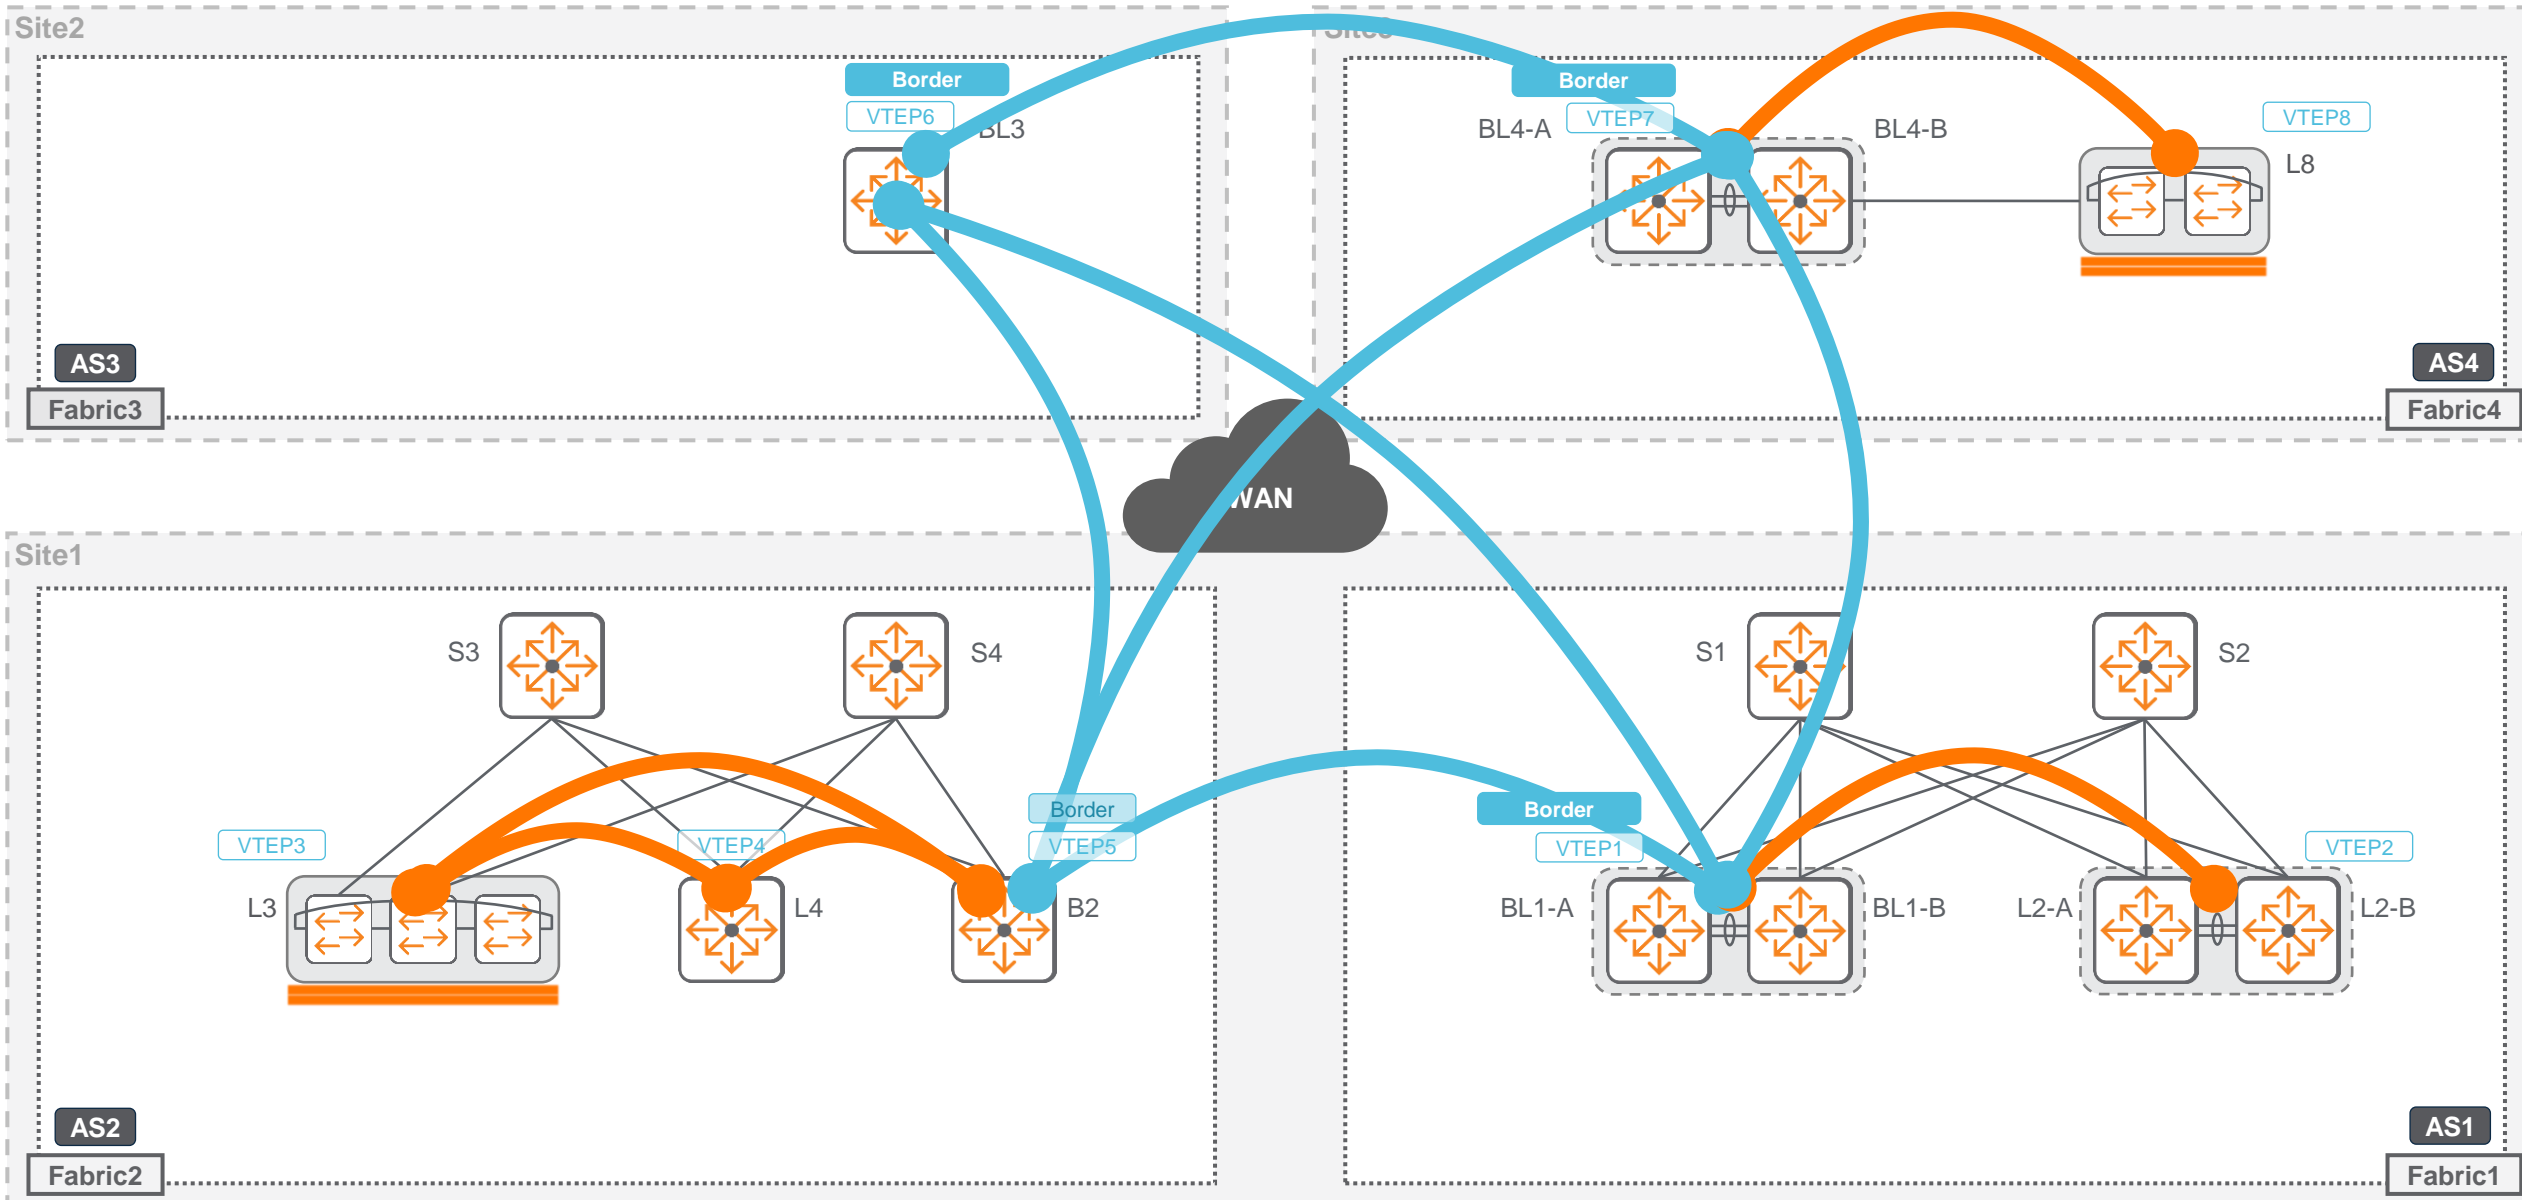 Site2
Border
VTEP6
BL3
AS3
Fabric3
Border
VTEP7
BL4-A
BL4-B
VTEP8
L8
AS4
Fabric4
WAN
Site1
S3
S4
Border
VTEP3
VTEP4
VTEP5
L3
L4
B2
AS2
Fabric2
S1
S2
Border
VTEP1
VTEP2
BL1-A
BL1-B
L2-A
L2-B
AS1
Fabric1